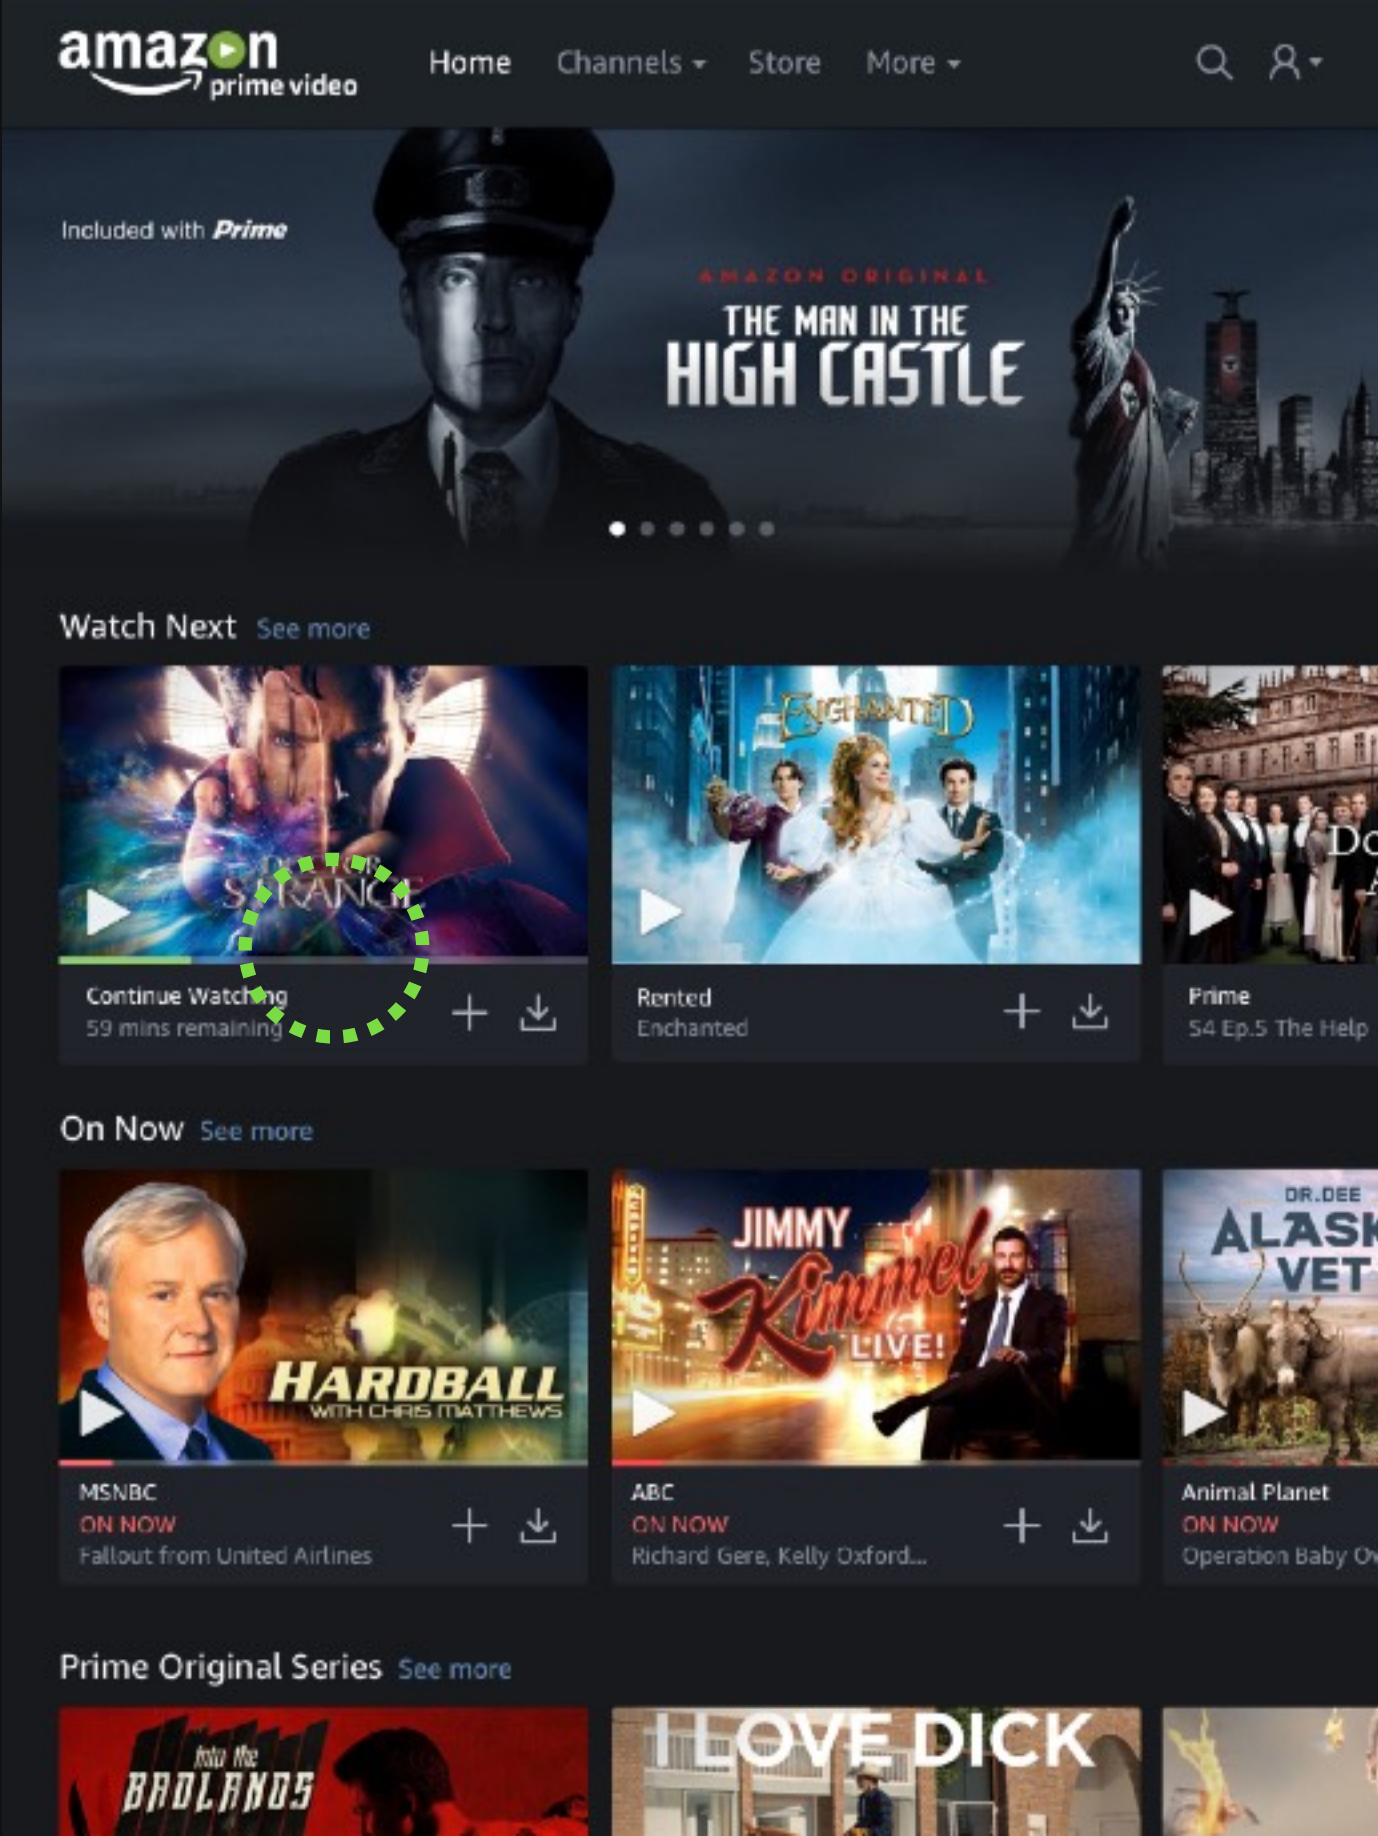 amazon
prime video
Home
Channels
Store
More
Included with Prime
AMAZON ORIGINAL
THE MAN IN THE
HIGH CASTLE
Watch Next See more
DOCTOR
STRANGE
Continue Watching
59 mins remaining
ENCHANTED
Rented
Enchanted
Do
A
Prime
S4 Ep.5 The Help
On Now See more
HARDBALL
WITH CHRIS MATTHEWS
MSNBC
ON NOW
Fallout from United Airlines
JIMMY
Kimmel
LIVE!
ABC
ON NOW
Richard Gere, Kelly Oxford...
DR.DEE
ALASK
VET
Animal Planet
ON NOW
Operation Baby Ov
Prime Original Series See more
Into the
BADLANDS
I LOVE DICK